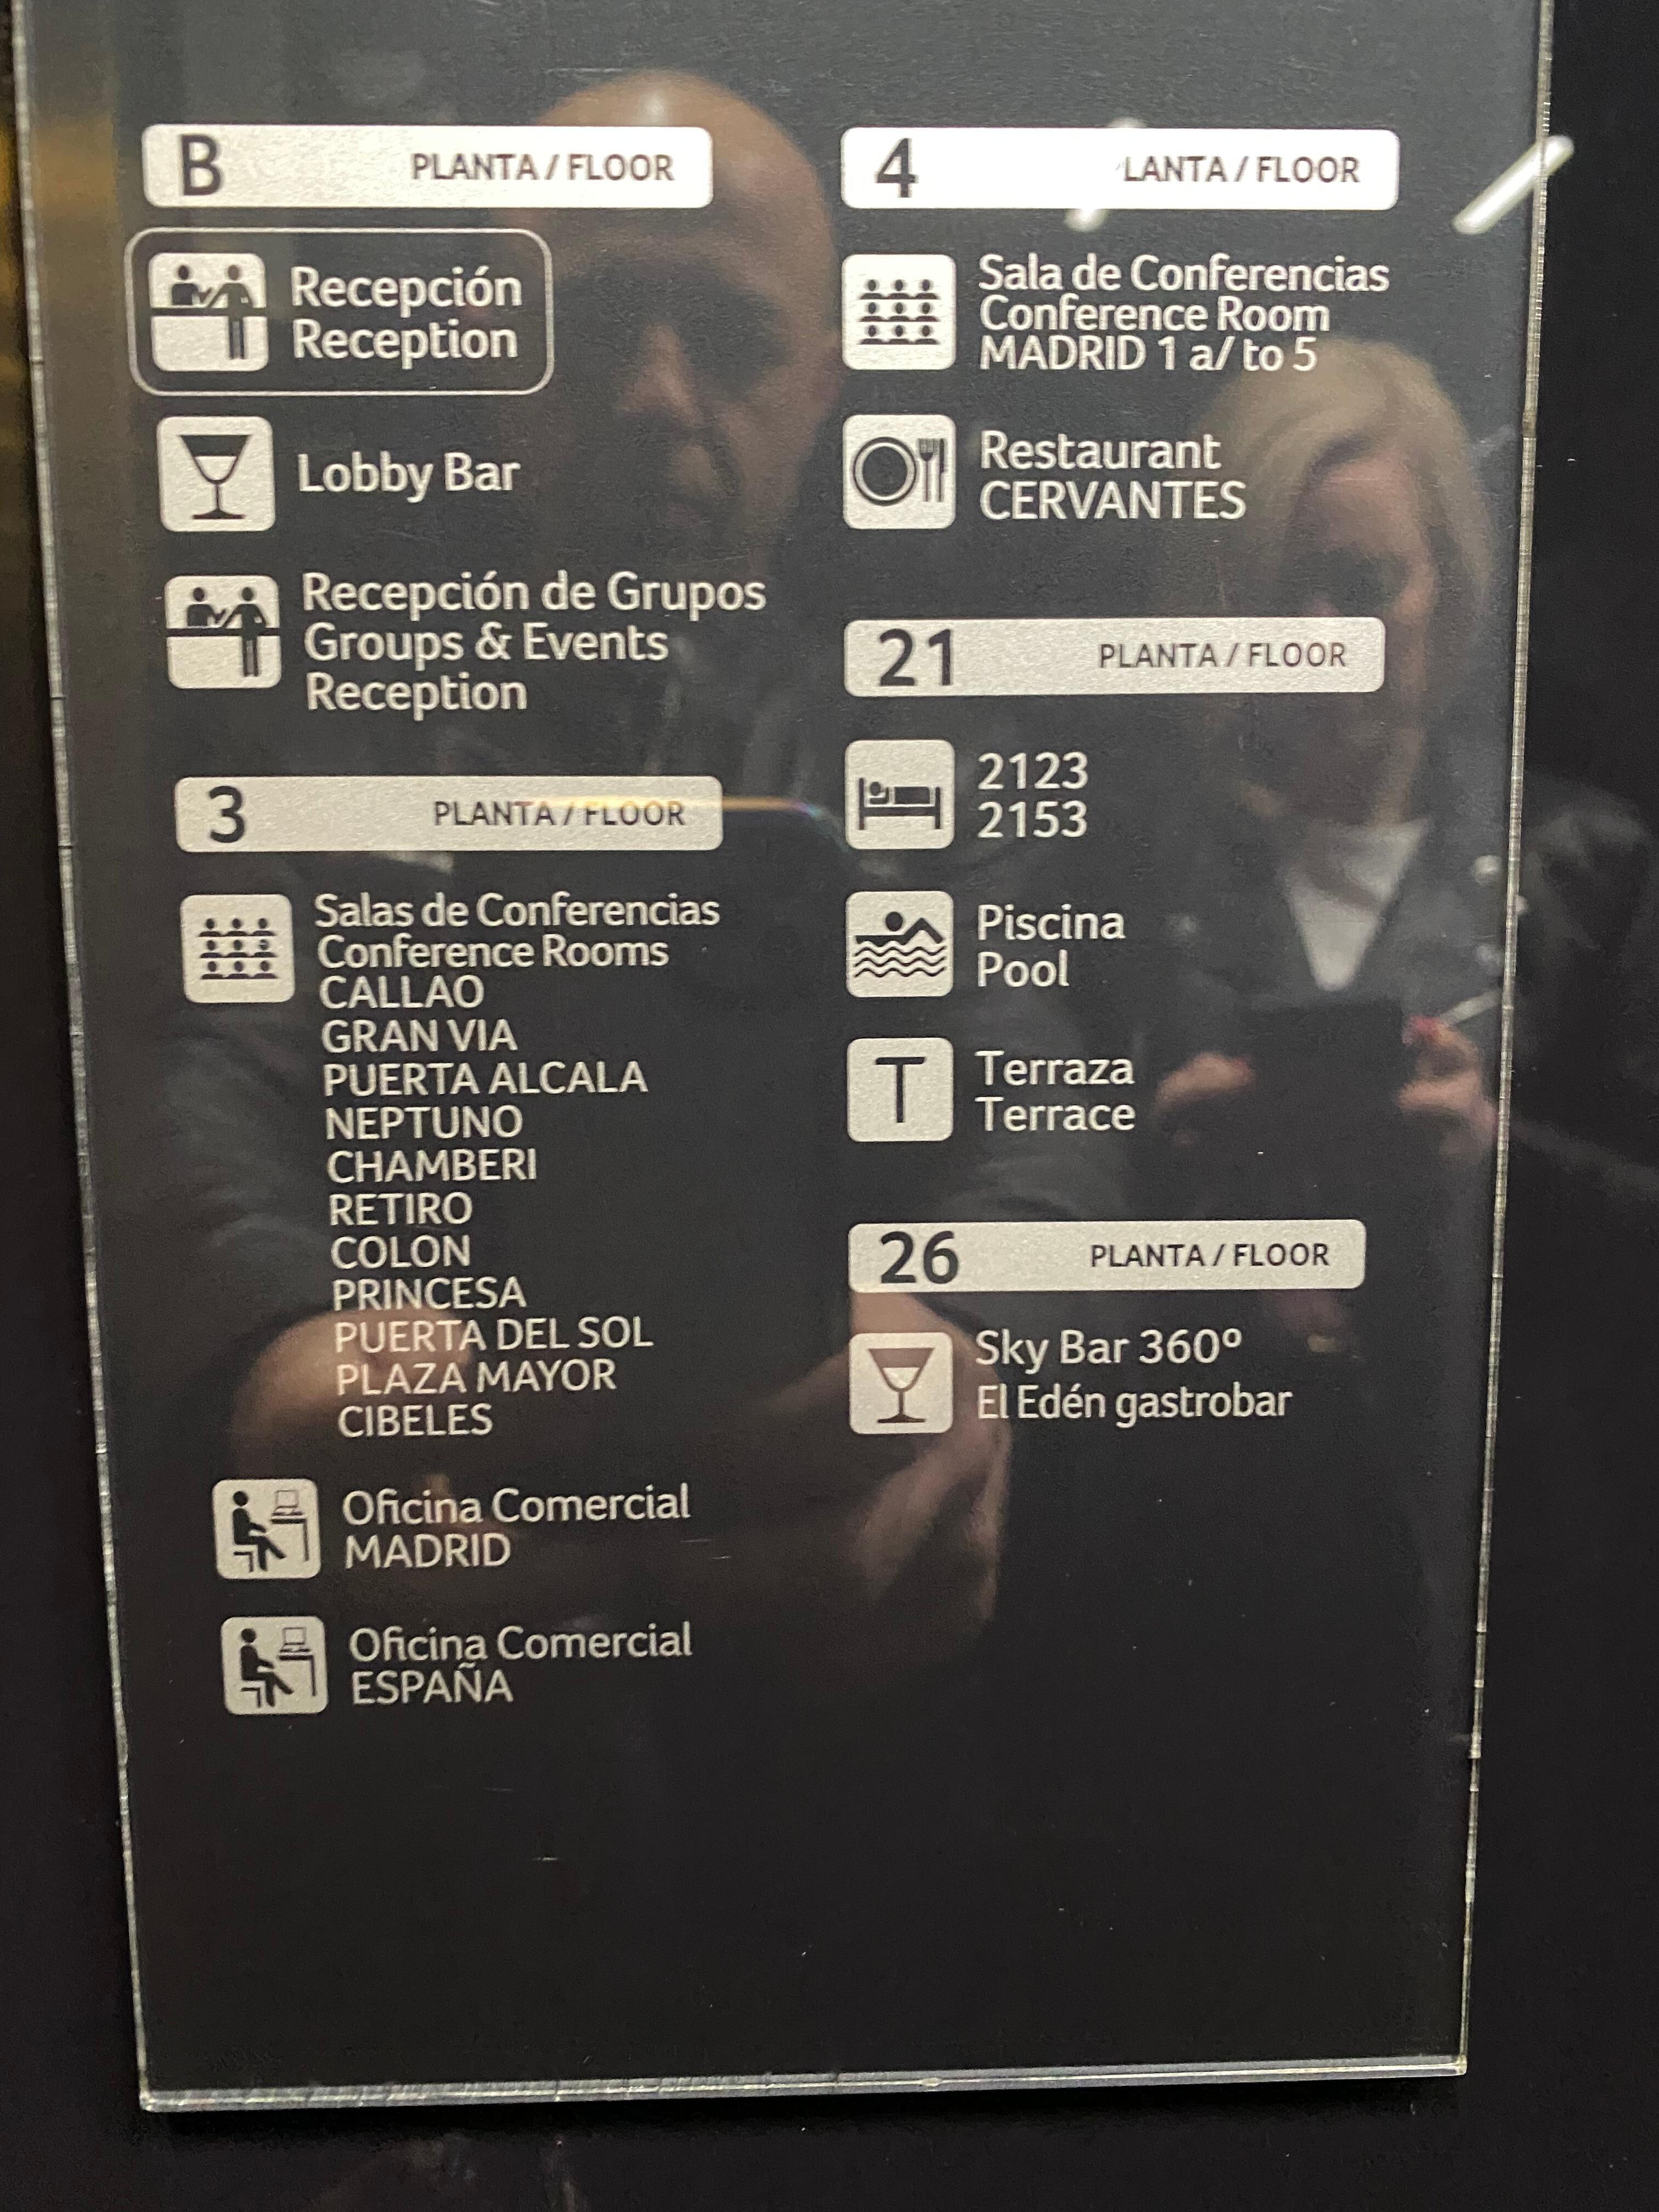 B PLANTA / FLOOR
Recepción
Reception
Lobby Bar
Recepción de Grupos
Groups & Events
Reception
3 PLANTA / FLOOR
Salas de Conferencias
Conference Rooms
CALLAO
GRAN VIA
PUERTA ALCALA
NEPTUNO
CHAMBERI
RETIRO
COLON
PRINCESA
PUERTA DEL SOL
PLAZA MAYOR
CIBELES
Oficina Comercial
MADRID
Oficina Comercial
ESPAÑA
4 LANTA / FLOOR
Sala de Conferencias
Conference Room
MADRID 1 a/ to 5
Restaurant
CERVANTES
21 PLANTA / FLOOR
2123
2153
Piscina
Pool
T Terraza
Terrace
26 PLANTA / FLOOR
Sky Bar 360º
El Edén gastrobar